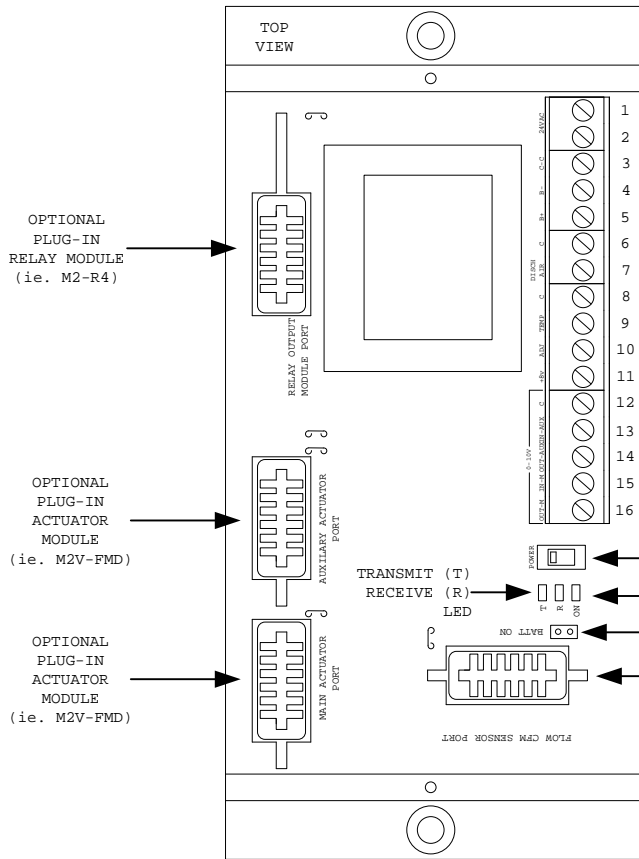 TOP
VIEW
OPTIONAL
PLUG-IN
RELAY MODULE
(ie. M2-R4)
RELAY OUTPUT
MODULE PORT
24VAC
C-C
B-
B+
C
DISCH
AIR
C
TEMP
ADJ
+8v
C
IN-AUX
OUT-AUX
IN-M
OUT-M
0-10V
1
2
3
4
5
6
7
8
9
10
11
12
13
14
15
16
OPTIONAL
PLUG-IN
ACTUATOR
MODULE
(ie. M2V-FMD)
AUXILARY ACTUATOR
PORT
POWER
TRANSMIT (T)
RECEIVE (R)
LED
T
R
ON
BATT ON
OPTIONAL
PLUG-IN
ACTUATOR
MODULE
(ie. M2V-FMD)
MAIN ACTUATOR
PORT
FLOW CFM SENSOR PORT